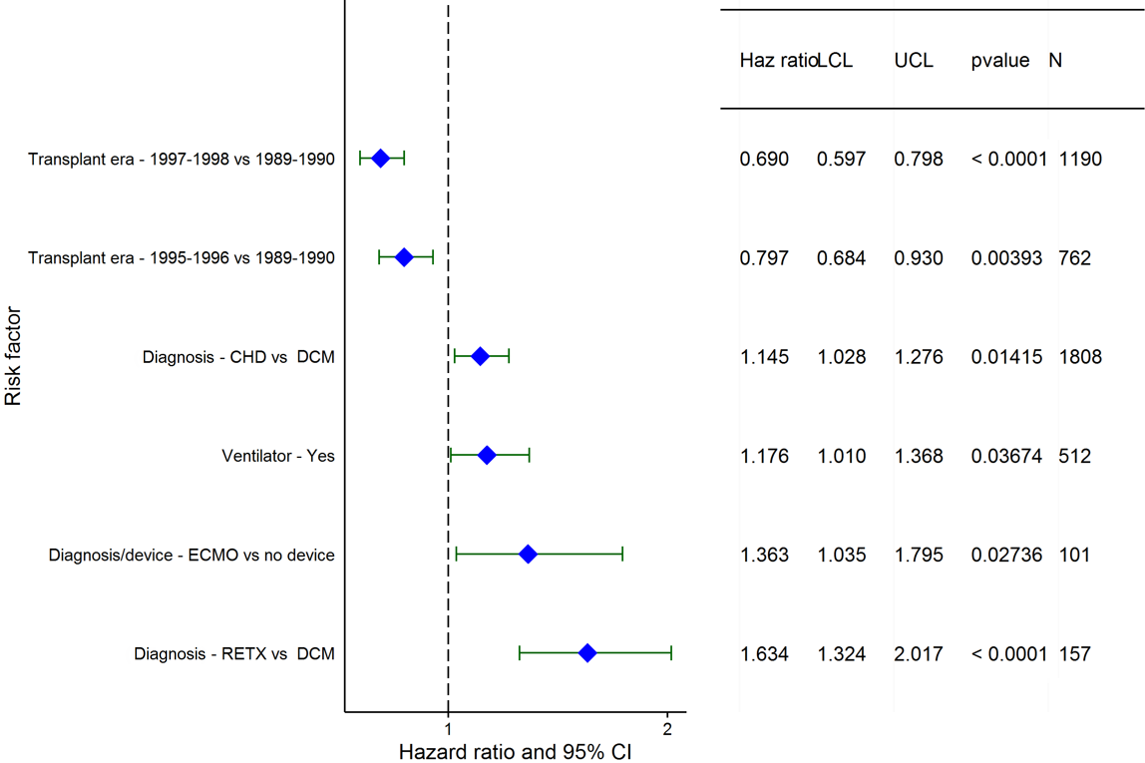 Haz ratioLCL UCL pvalue N
Transplant era - 1997-1998 vs 1989-1990 0.690 0.597 0.798 < 0.0001 1190
Transplant era - 1995-1996 vs 1989-1990 0.797 0.684 0.930 0.00393 762
Diagnosis - CHD vs  DCM 1.145 1.028 1.276 0.01415 1808
Ventilator - Yes 1.176 1.010 1.368 0.03674 512
Diagnosis/device - ECMO vs no device 1.363 1.035 1.795 0.02736 101
Diagnosis - RETX vs  DCM 1.634 1.324 2.017 < 0.0001 157
Risk factor
1 2
Hazard ratio and 95% CI